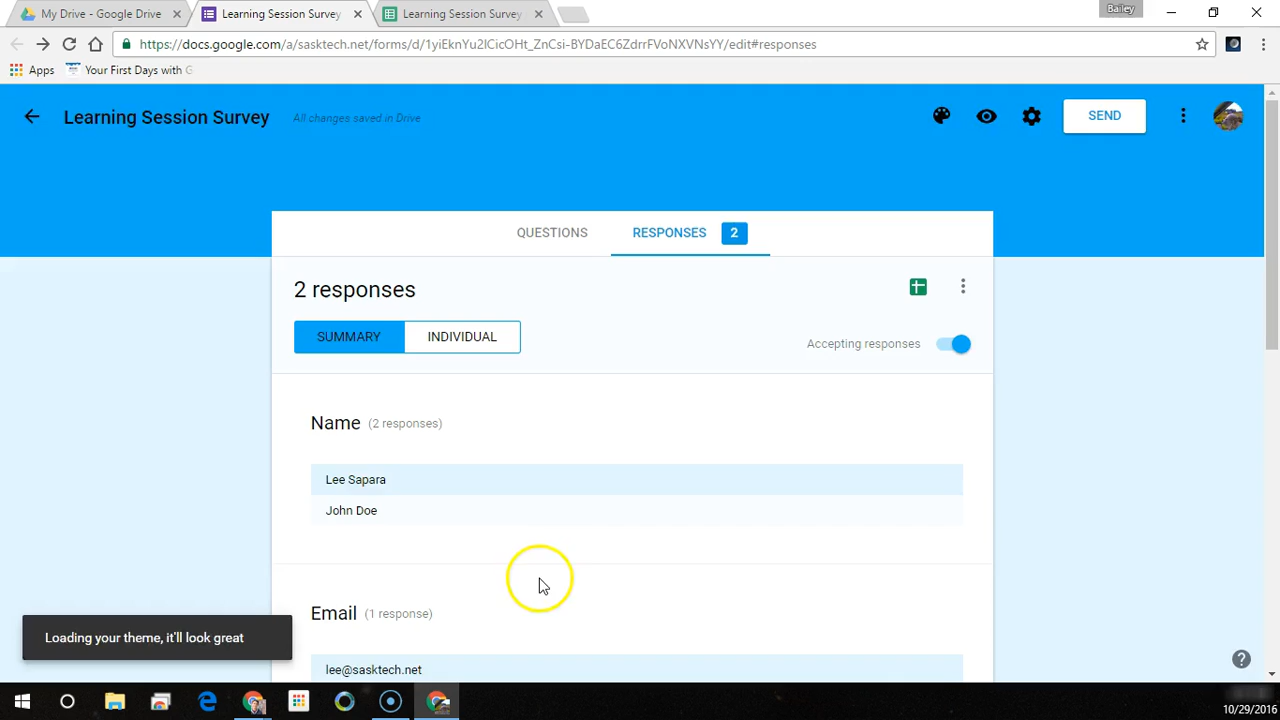 My Drive - Google Drive
Learning Session Survey
Learning Session Survey
Bailey
https://docs.google.com/a/sasktech.net/forms/d/1yiEknYu2ICicOHt_ZnCsi-BYDaEC6ZdrrFVoNXVNsYY/edit#responses
Apps
Your First Days with G
Learning Session Survey
All changes saved in Drive
SEND
QUESTIONS
RESPONSES
2
2 responses
SUMMARY
INDIVIDUAL
Accepting responses
Name (2 responses)
Lee Sapara
John Doe
Email (1 response)
Loading your theme, it'll look great
lee@sasktech.net
10/29/2016